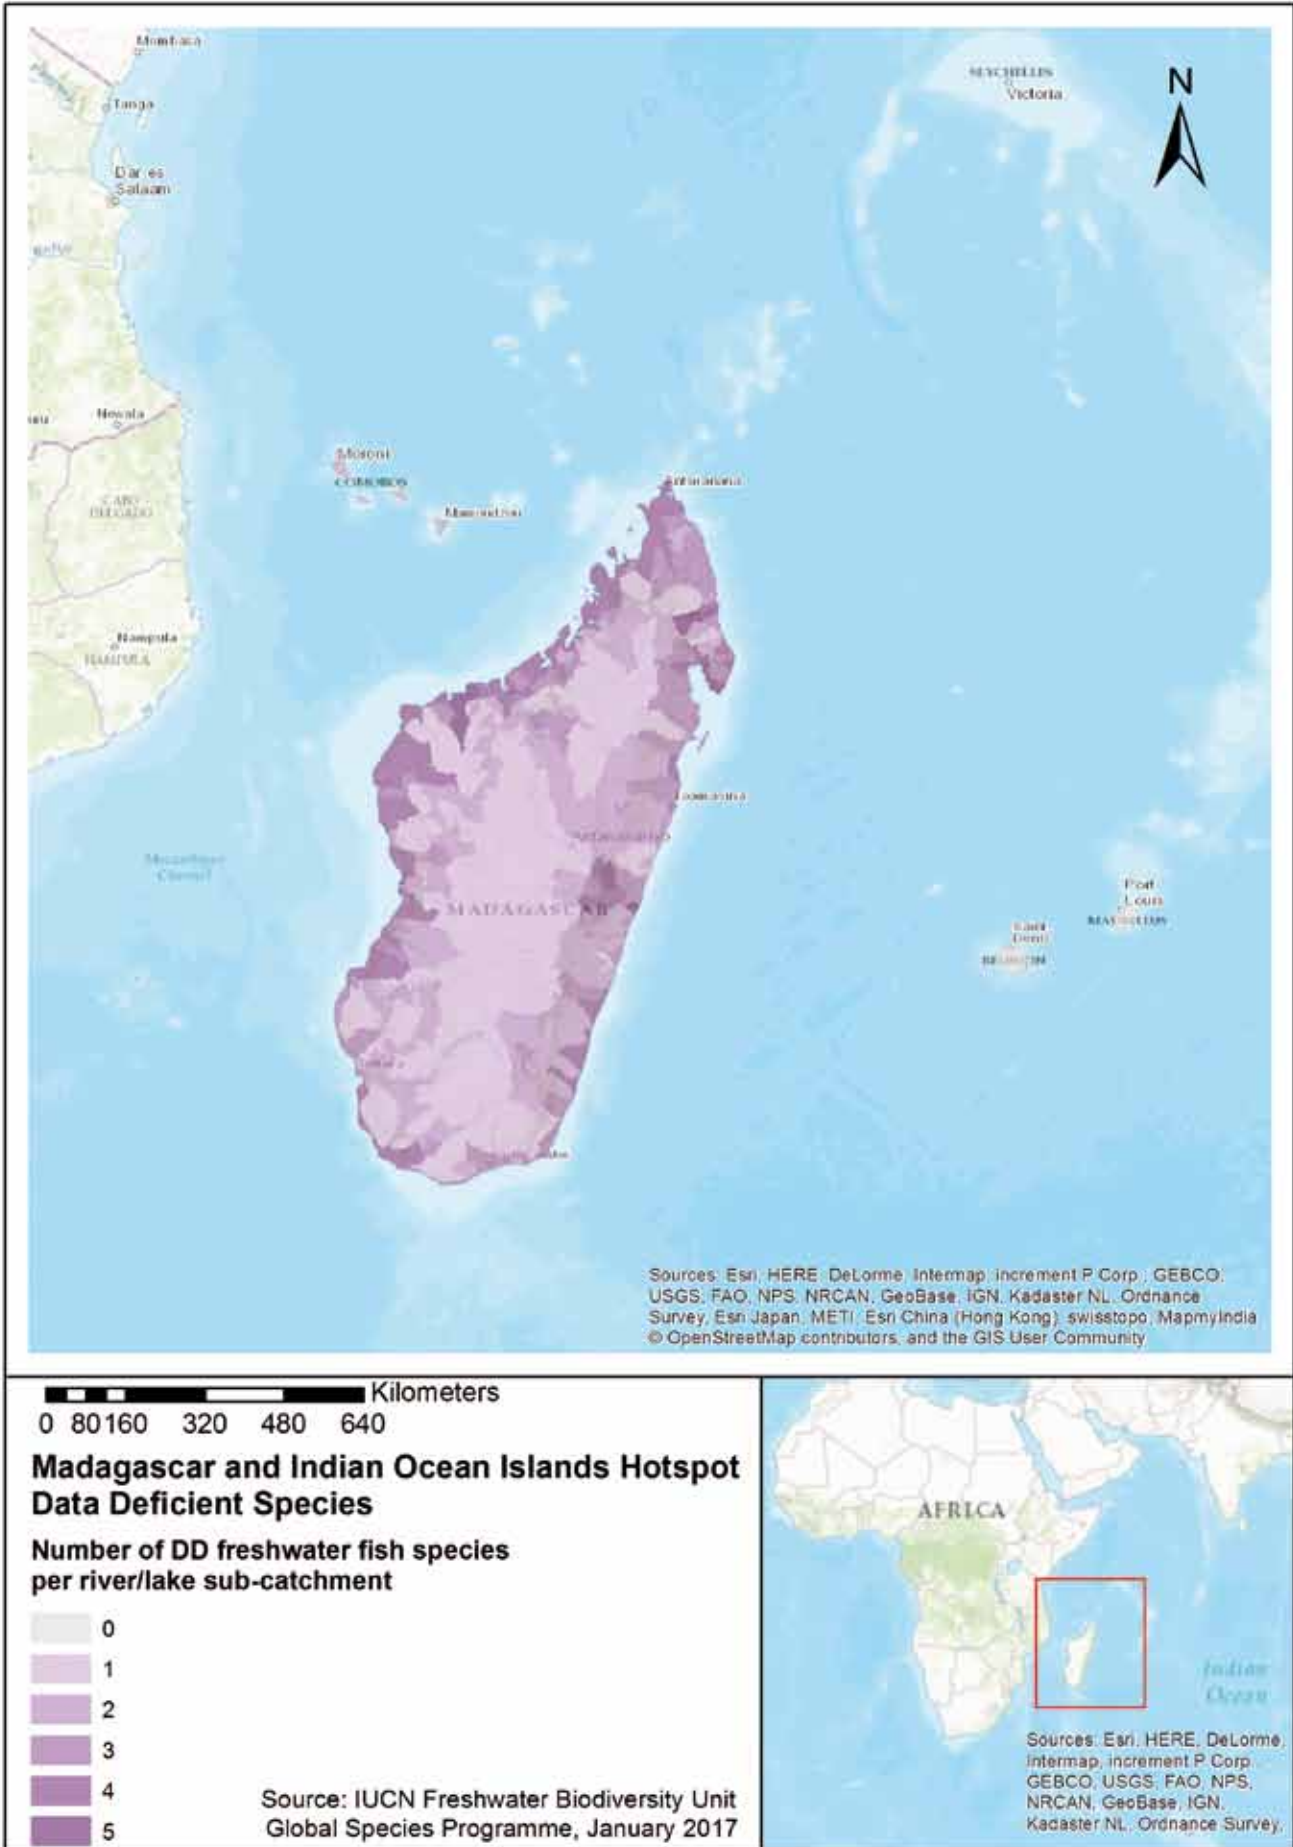 Mombasa
SEYCHELLES
Victoria
N
Tanga
Dar es
Salaam
Newala
CABO
DELGADO
Moroni
COMOROS
Mamoudzou
Antsiranana
Nampula
NAMPULA
Toamasina
Antananarivo
Mozambique
Channel
MADAGASCAR
Port
Louis
MAURITIUS
Saint
Denis
REUNION
Sources: Esri, HERE, DeLorme, Intermap, increment P Corp., GEBCO,
USGS, FAO, NPS, NRCAN, GeoBase, IGN, Kadaster NL, Ordnance
Survey, Esri Japan, METI, Esri China (Hong Kong), swisstopo, MapmyIndia,
© OpenStreetMap contributors, and the GIS User Community
Kilometers
0 80 160 320 480 640
Madagascar and Indian Ocean Islands Hotspot
Data Deficient Species
Number of DD freshwater fish species
per river/lake sub-catchment
0
1
2
3
4
5
Source: IUCN Freshwater Biodiversity Unit
Global Species Programme, January 2017
AFRICA
Indian
Ocean
Sources: Esri, HERE, DeLorme,
Intermap, increment P Corp.,
GEBCO, USGS, FAO, NPS,
NRCAN, GeoBase, IGN,
Kadaster NL, Ordnance Survey,